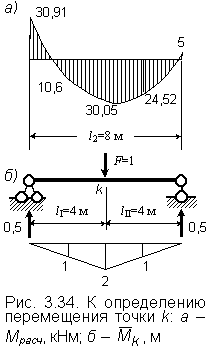 а)
30,91
5
10,6
30,05
24,52
l₂=8 м
F=1
б)
k
lI=4 м
lII=4 м
0,5
0,5
1
1
2
Рис. 3.34. К определению
перемещения точки k: а –
Mрасч, кНм; б – M̅k , м